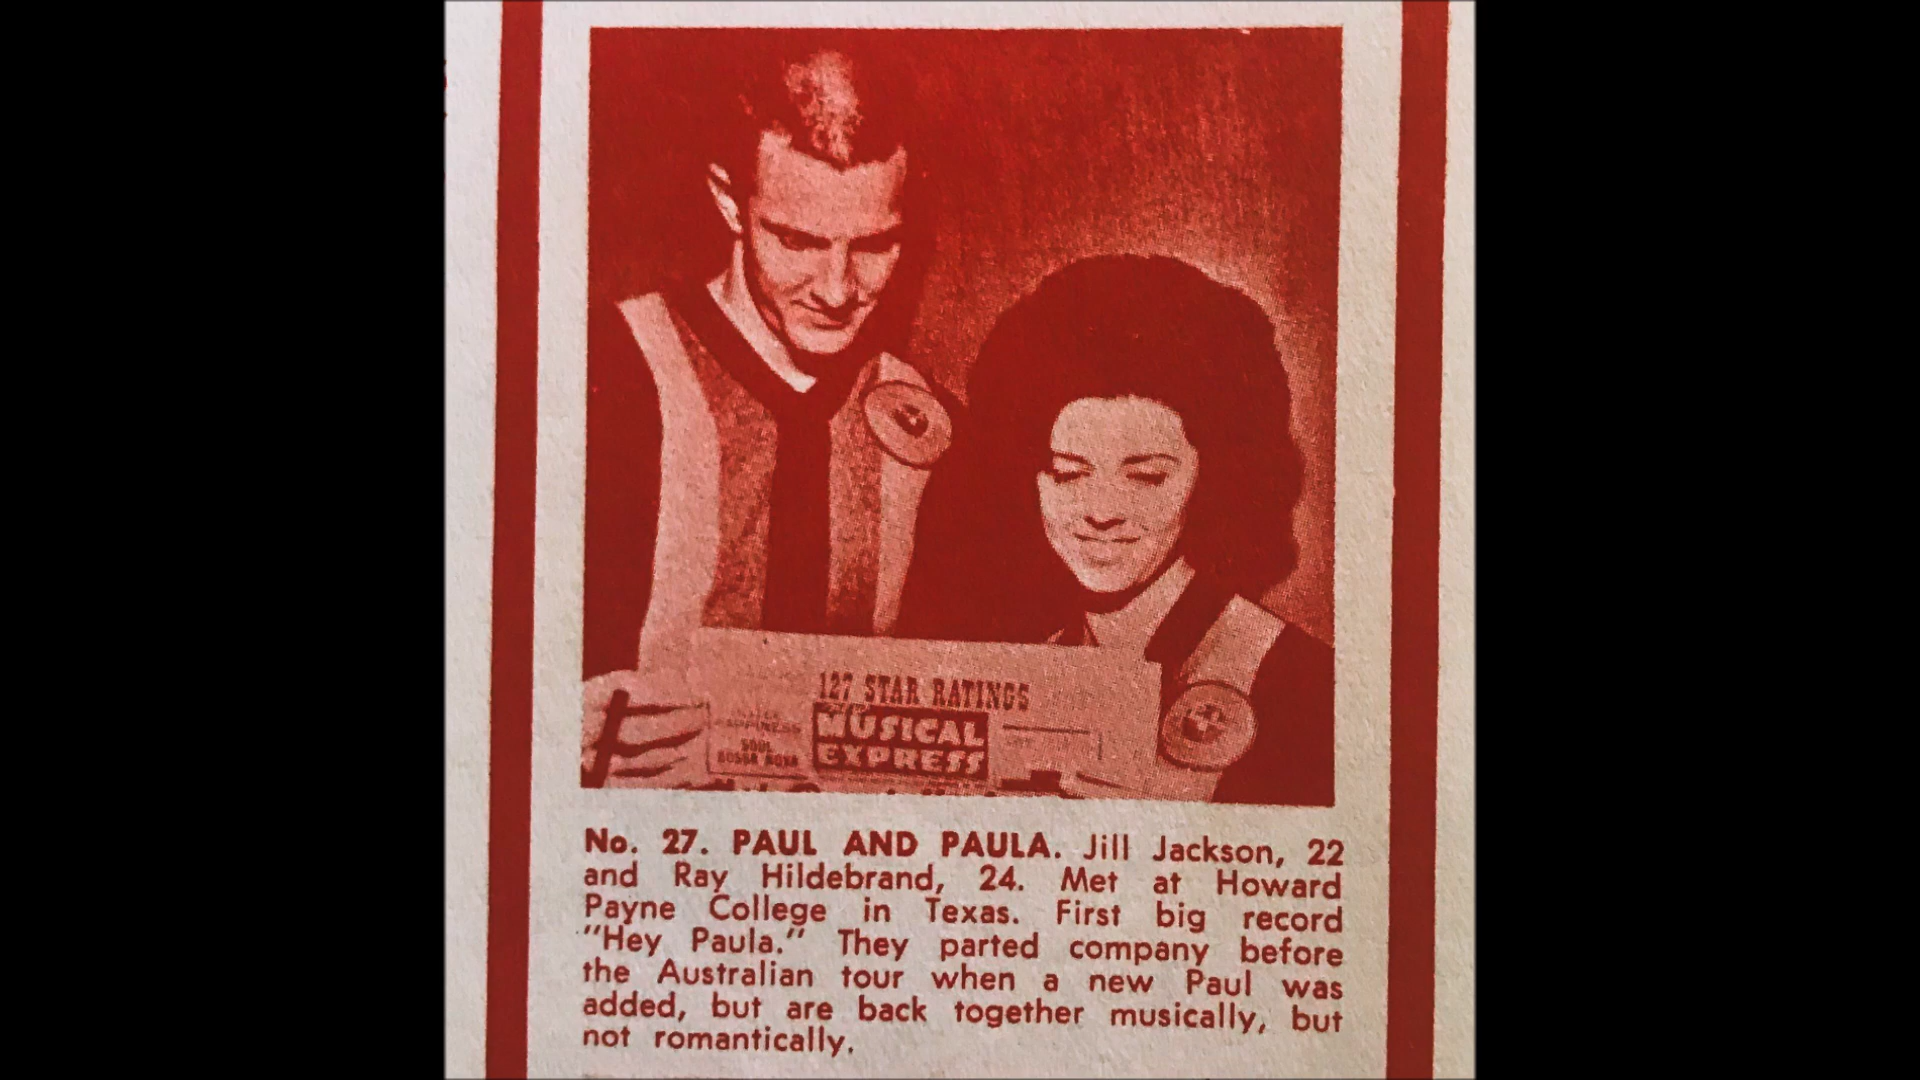 127 STAR RATINGS
MUSICAL
EXPRESS
SOUL
BOSSA NOVA
No. 27. PAUL AND PAULA. Jill Jackson, 22
and Ray Hildebrand, 24. Met at Howard
Payne College in Texas. First big record
"Hey Paula." They parted company before
the Australian tour when a new Paul was
added, but are back together musically, but
not romantically.